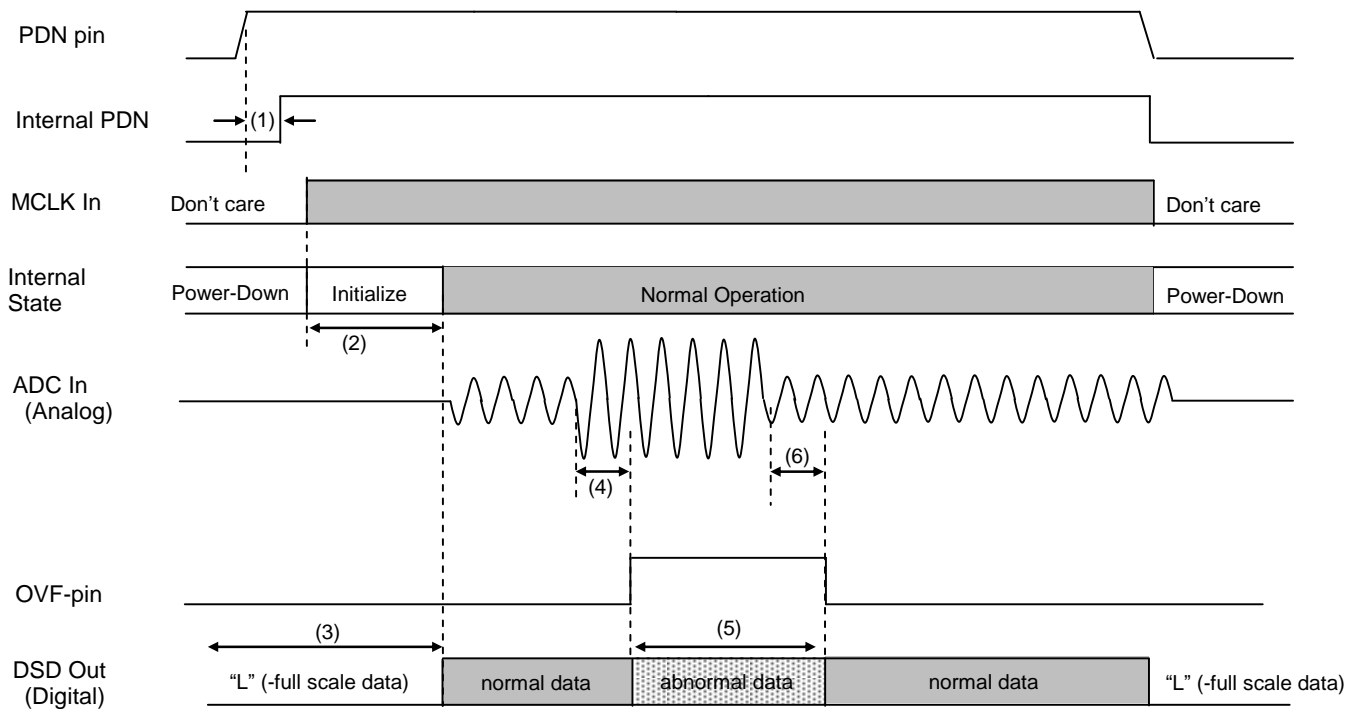 PDN pin
Internal PDN
(1)
MCLK In
Don't care
Don't care
Internal
State
Power-Down
Initialize
Normal Operation
Power-Down
(2)
ADC In
(Analog)
(4)
(6)
OVF-pin
(3)
(5)
DSD Out
(Digital)
“L” (-full scale data)
normal data
abnormal data
normal data
“L” (-full scale data)